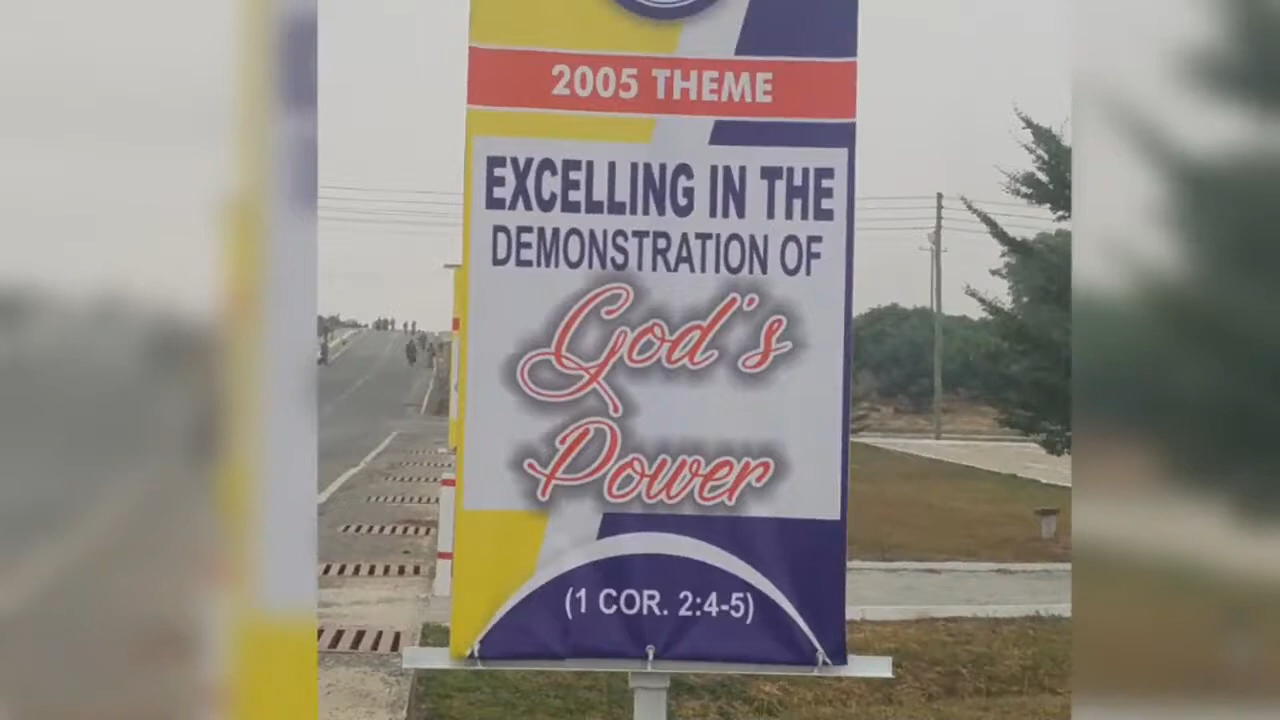 2005 THEME
EXCELLING IN THE
DEMONSTRATION OF
God's
Power
(1 COR. 2:4-5)